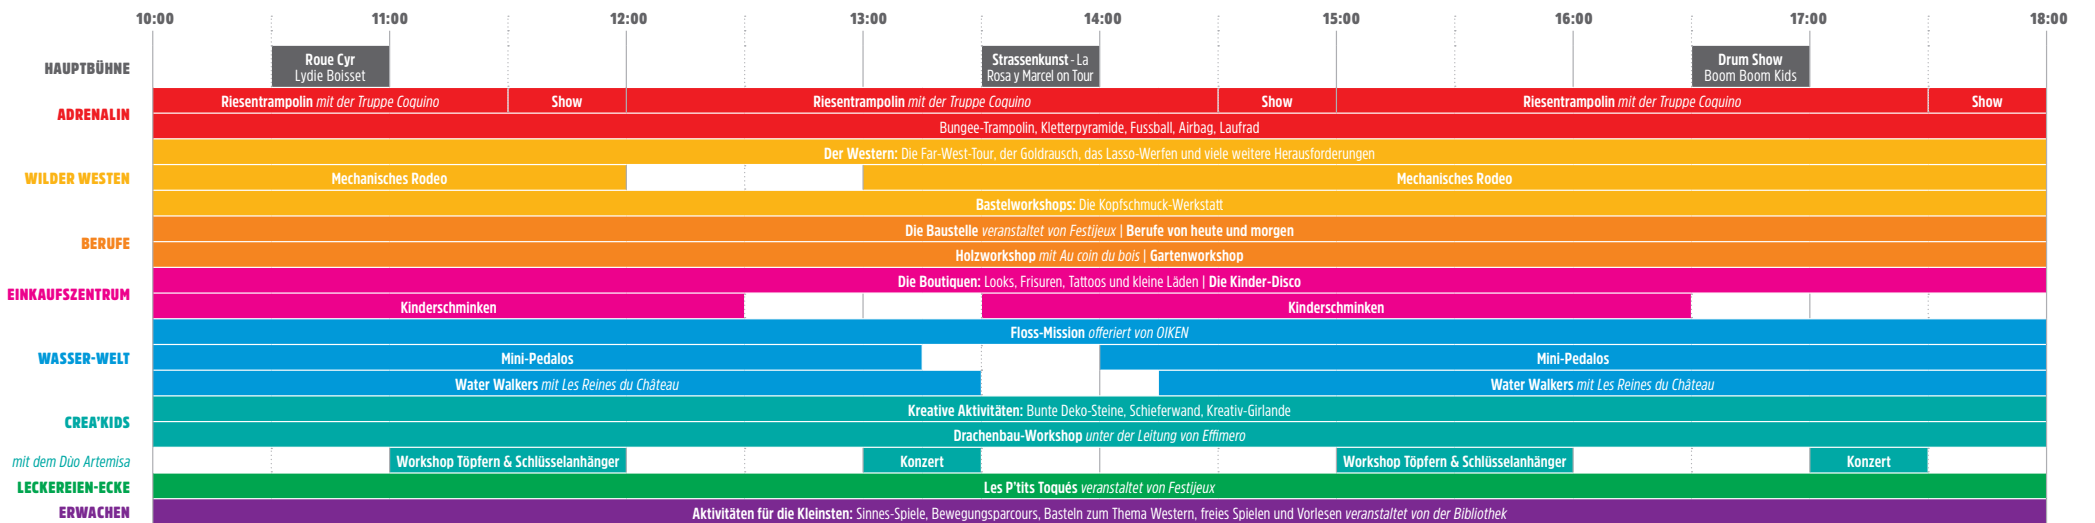 10:00 11:00 12:00 13:00 14:00 15:00 16:00 17:00 18:00
HAUPTBÜHNE
Roue Cyr
Lydie Boisset
Strassenkunst - La
Rosa y Marcel on Tour
Drum Show
Boom Boom Kids
ADRENALIN
Riesentrampolin mit der Truppe Coquino Show Riesentrampolin mit der Truppe Coquino Show Riesentrampolin mit der Truppe Coquino Show
Bungee-Trampolin, Kletterpyramide, Fussball, Airbag, Laufrad
WILDER WESTEN
Der Western: Die Far-West-Tour, der Goldrausch, das Lasso-Werfen und viele weitere Herausforderungen
Mechanisches Rodeo Mechanisches Rodeo
Bastelworkshops: Die Kopfschmuck-Werkstatt
BERUFE
Die Baustelle veranstaltet von Festijeux | Berufe von heute und morgen
Holzworkshop mit Au coin du bois | Gartenworkshop
EINKAUFSZENTRUM
Die Boutiquen: Looks, Frisuren, Tattoos und kleine Läden | Die Kinder-Disco
Kinderschminken Kinderschminken
WASSER-WELT
Floss-Mission offeriert von OIKEN
Mini-Pedalos Mini-Pedalos
Water Walkers mit Les Reines du Château Water Walkers mit Les Reines du Château
CREA'KIDS
Kreative Aktivitäten: Bunte Deko-Steine, Schieferwand, Kreativ-Girlande
Drachenbau-Workshop unter der Leitung von Effimero
mit dem Dùo Artemisa Workshop Töpfern & Schlüsselanhänger Konzert Workshop Töpfern & Schlüsselanhänger Konzert
LECKEREIEN-ECKE Les P'tits Toqués veranstaltet von Festijeux
ERWACHEN Aktivitäten für die Kleinsten: Sinnes-Spiele, Bewegungsparcours, Basteln zum Thema Western, freies Spielen und Vorlesen veranstaltet von der Bibliothek